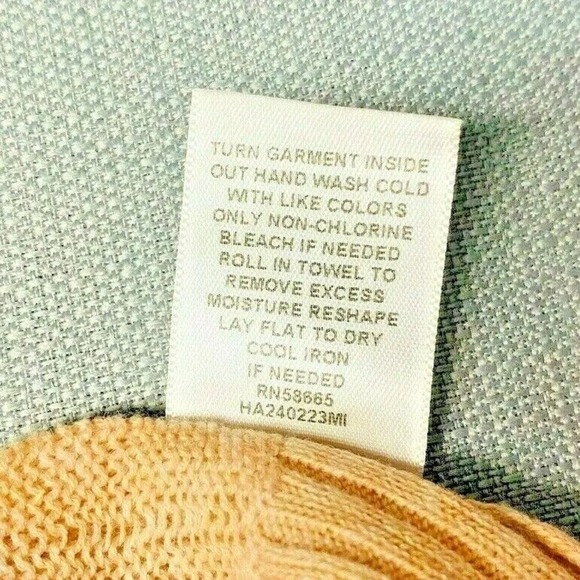 TURN GARMENT INSIDE
OUT HAND WASH COLD
WITH LIKE COLORS
ONLY NON-CHLORINE
BLEACH IF NEEDED
ROLL IN TOWEL TO
REMOVE EXCESS
MOISTURE RESHAPE
LAY FLAT TO DRY
COOL IRON
IF NEEDED
RN58665
HA240223MI